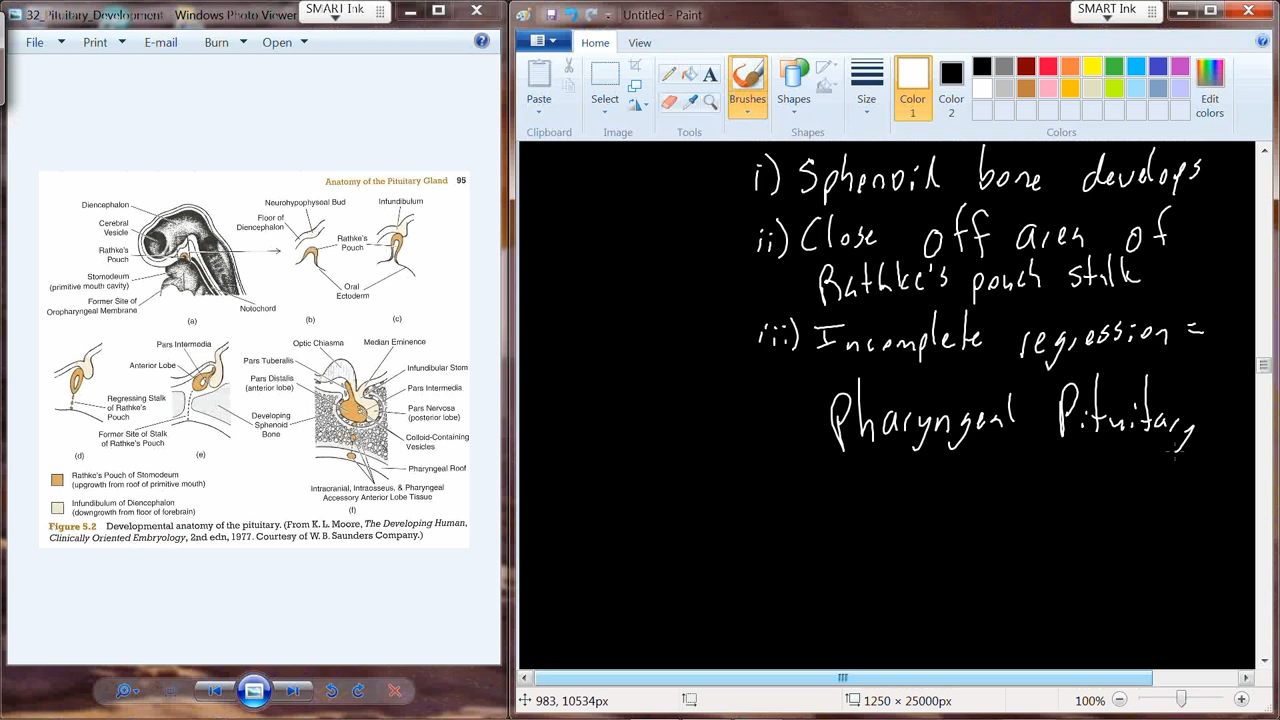 32_Pituitary_Development - Windows Photo Viewer
SMART Ink
File Print E-mail Burn Open
Anatomy of the Pituitary Gland 95
Diencephalon
Cerebral
Vesicle
Rathke's
Pouch
Stomodeum
(primitive mouth cavity)
Former Site of
Oropharyngeal Membrane
Notochord
(a)
Neurohypophyseal Bud
Floor of
Diencephalon
Rathke's
Pouch
Oral
Ectoderm
(b)
Infundibulum
(c)
Regressing Stalk
of Rathke's
Pouch
(d)
Pars Intermedia
Anterior Lobe
Former Site of Stalk
of Rathke's Pouch
Developing
Sphenoid
Bone
(e)
Optic Chiasma
Median Eminence
Pars Tuberalis
Pars Distalis
(anterior lobe)
Infundibular Stem
Pars Intermedia
Pars Nervosa
(posterior lobe)
Colloid-Containing
Vesicles
Pharyngeal Roof
Intracranial, Intraosseus, & Pharyngeal
Accessory Anterior Lobe Tissue
(f)
Rathke's Pouch of Stomodeum
(upgrowth from roof of primitive mouth)
Infundibulum of Diencephalon
(downgrowth from floor of forebrain)
Figure 5.2 Developmental anatomy of the pituitary. (From K. L. Moore, The Developing Human,
Clinically Oriented Embryology, 2nd edn, 1977. Courtesy of W. B. Saunders Company.)
Untitled - Paint
SMART Ink
Home View
Paste
Select
Brushes
Shapes
Size
Color
1
Color
2
Edit
colors
Clipboard Image Tools Shapes Colors
i) Sphenoid bone develops
ii) Close off area of
Rathke's pouch stalk
iii) Incomplete regression =
Pharyngeal Pituitary
983, 10534px
1250 × 25000px
100%